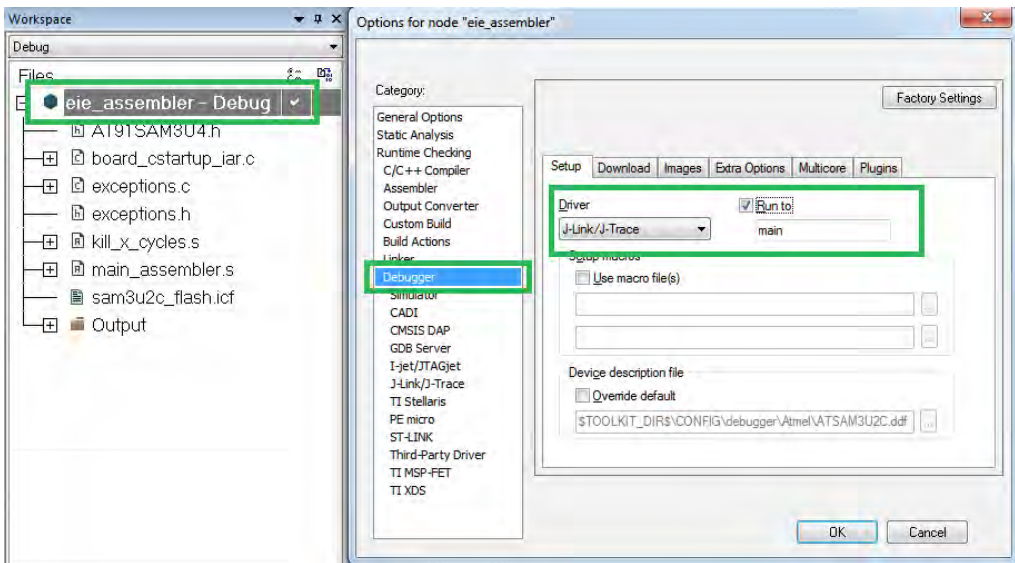 Workspace
Debug
Files
eie_assembler - Debug
AT91SAM3U4.h
board_cstartup_iar.c
exceptions.c
exceptions.h
kill_x_cycles.s
main_assembler.s
sam3u2c_flash.icf
Output
Options for node "eie_assembler"
Category:
General Options
Static Analysis
Runtime Checking
C/C++ Compiler
Assembler
Output Converter
Custom Build
Build Actions
Linker
Debugger
Simulator
CADI
CMSIS DAP
GDB Server
I-jet/JTAGjet
J-Link/J-Trace
TI Stellaris
PE micro
ST-LINK
Third-Party Driver
TI MSP-FET
TI XDS
Factory Settings
Setup Download Images Extra Options Multicore Plugins
Driver Run to
J-Link/J-Trace main
Setup macros
Use macro file(s)
...
...
Device description file
Override default
$TOOLKIT_DIR$\CONFIG\debugger\Atmel\ATSAM3U2C.ddf ...
OK Cancel